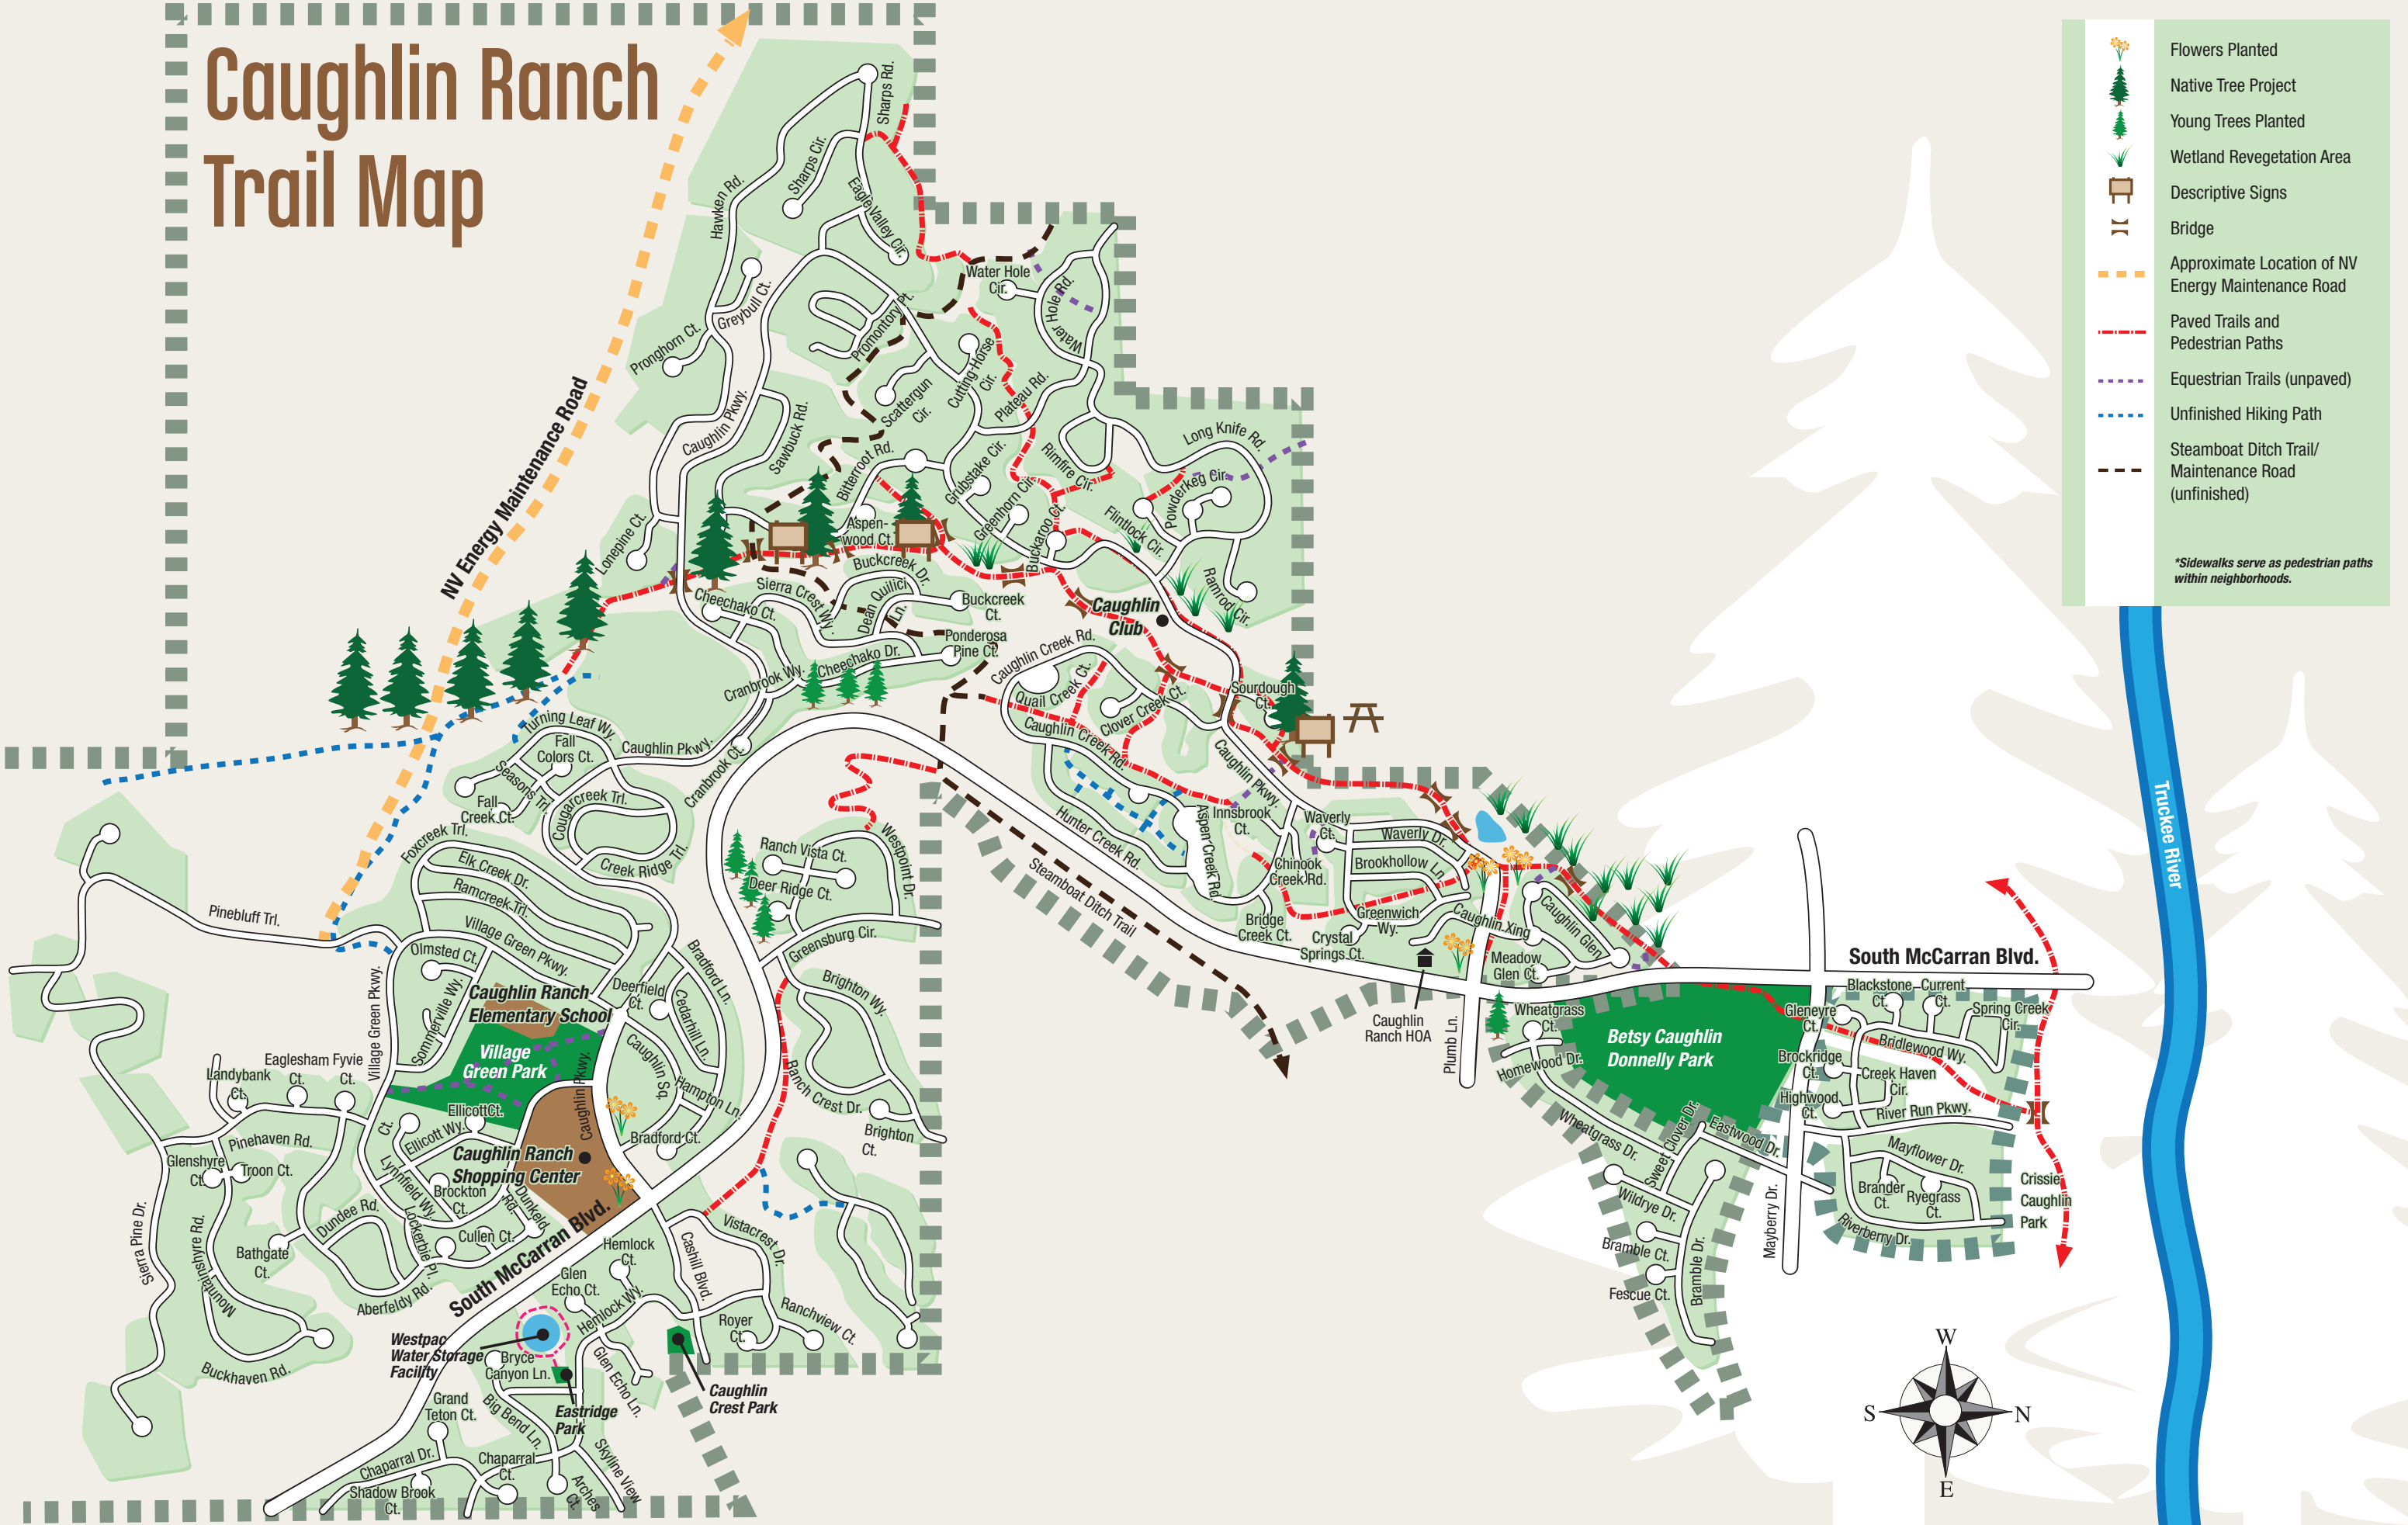 Caughlin Ranch
Trail Map
Flowers Planted
Native Tree Project
Young Trees Planted
Wetland Revegetation Area
Descriptive Signs
Bridge
Approximate Location of NV
Energy Maintenance Road
Paved Trails and
Pedestrian Paths
Equestrian Trails (unpaved)
Unfinished Hiking Path
Steamboat Ditch Trail/
Maintenance Road
(unfinished)
*Sidewalks serve as pedestrian paths
within neighborhoods.
Sharps Rd.
Sharps Cir.
Hawken Rd.
Eagle Valley Cir.
Water Hole
Cir.
Water Hole Rd.
Greybull Ct.
Pronghorn Ct.
Promontory Pt.
Cutting Horse
Cir.
Scattergun
Cir.
Plateau Rd.
Caughlin Pkwy.
Sawbuck Rd.
NV Energy Maintenance Road
Bitterroot Rd.
Grubstake Cir.
Rimfire Cir.
Long Knife Rd.
Powderkeg Cir.
Greenhorn Cir.
Buckaroo Ct.
Flintlock Cir.
Ramrod Cir.
Lonepine Ct.
Aspen-
wood Ct.
Buckcreek Dr.
Sierra Crest Wy.
Dean Quilici
Ln.
Buckcreek
Ct.
Cheechako Ct.
Cheechako Dr.
Ponderosa
Pine Ct.
Cranbrook Wy.
Caughlin
Club
Caughlin Creek Rd.
Quail Creek Ct.
Clover Creek Ct.
Caughlin Creek Rd.
Sourdough
Ct.
Caughlin Pkwy.
Turning Leaf Wy.
Fall
Colors Ct.
Caughlin Pkwy.
Cranbrook Ct.
Seasons Trl.
Fall
Creek Ct.
Cougarcreek Trl.
Creek Ridge Trl.
Foxcreek Trl.
Elk Creek Dr.
Ramcreek Trl.
Village Green Pkwy.
Pinebluff Trl.
Olmsted Ct.
Sommerville Wy.
Village Green Pkwy.
Caughlin Ranch
Elementary School
Village
Green Park
Deerfield
Ct.
Bradford Ln.
Cedarhill Ln.
Caughlin Sq.
Hampton Ln.
Bradford Ct.
Caughlin Pkwy.
Ranch Vista Ct.
Deer Ridge Ct.
Westpoint Dr.
Greensburg Cir.
Brighton Wy.
Ranch Crest Dr.
Brighton
Ct.
Hunter Creek Rd.
Steamboat Ditch Trail
Aspen Creek Rd.
Innsbrook
Ct.
Chinook
Creek Rd.
Bridge
Creek Ct.
Waverly
Ct.
Waverly Dr.
Brookhollow Ln.
Greenwich
Wy.
Crystal
Springs Ct.
Caughlin Xing
Caughlin Glen
Meadow
Glen Ct.
Caughlin
Ranch HOA
Plumb Ln.
South McCarran Blvd.
Wheatgrass
Ct.
Homewood Dr.
Betsy Caughlin
Donnelly Park
Wheatgrass Dr.
Sweet Clover Dr.
Eastwood Dr.
Wildrye Dr.
Bramble Ct.
Fescue Ct.
Bramble Dr.
Mayberry Dr.
Blackstone
Ct.
Current
Ct.
Spring Creek
Cir.
Gleneyre
Ct.
Bridlewood Wy.
Brockridge
Ct.
Creek Haven
Cir.
Highwood
Ct.
River Run Pkwy.
Mayflower Dr.
Brander
Ct.
Ryegrass
Ct.
Riverberry Dr.
Crissie
Caughlin
Park
Truckee River
Eaglesham
Ct.
Fyvie
Ct.
Landybank
Ct.
Pinehaven Rd.
Glenshyre
Ct.
Troon Ct.
Sierra Pine Dr.
Mountainshyre Rd.
Bathgate
Ct.
Dundee Rd.
Buckhaven Rd.
Aberfeldy Rd.
Ellicott Ct.
Ct.
Ellicott Wy.
Lynnfield Wy.
Brockton
Ct.
Lockerbie Pl.
Cullen Ct.
Dunkeld
Rd.
Caughlin Ranch
Shopping Center
South McCarran Blvd.
Hemlock
Ct.
Glen
Echo Ct.
Hemlock Wy.
Cashill Blvd.
Vistacrest Dr.
Ranchview Ct.
Royer
Ct.
Westpac
Water Storage
Facility
Bryce
Canyon Ln.
Glen Echo Ln.
Eastridge
Park
Caughlin
Crest Park
Grand
Teton Ct.
Big Bend Ln.
Chaparral Dr.
Chaparral
Ct.
Shadow Brook
Ct.
Arches
Ct.
Skyline View
W
S
N
E